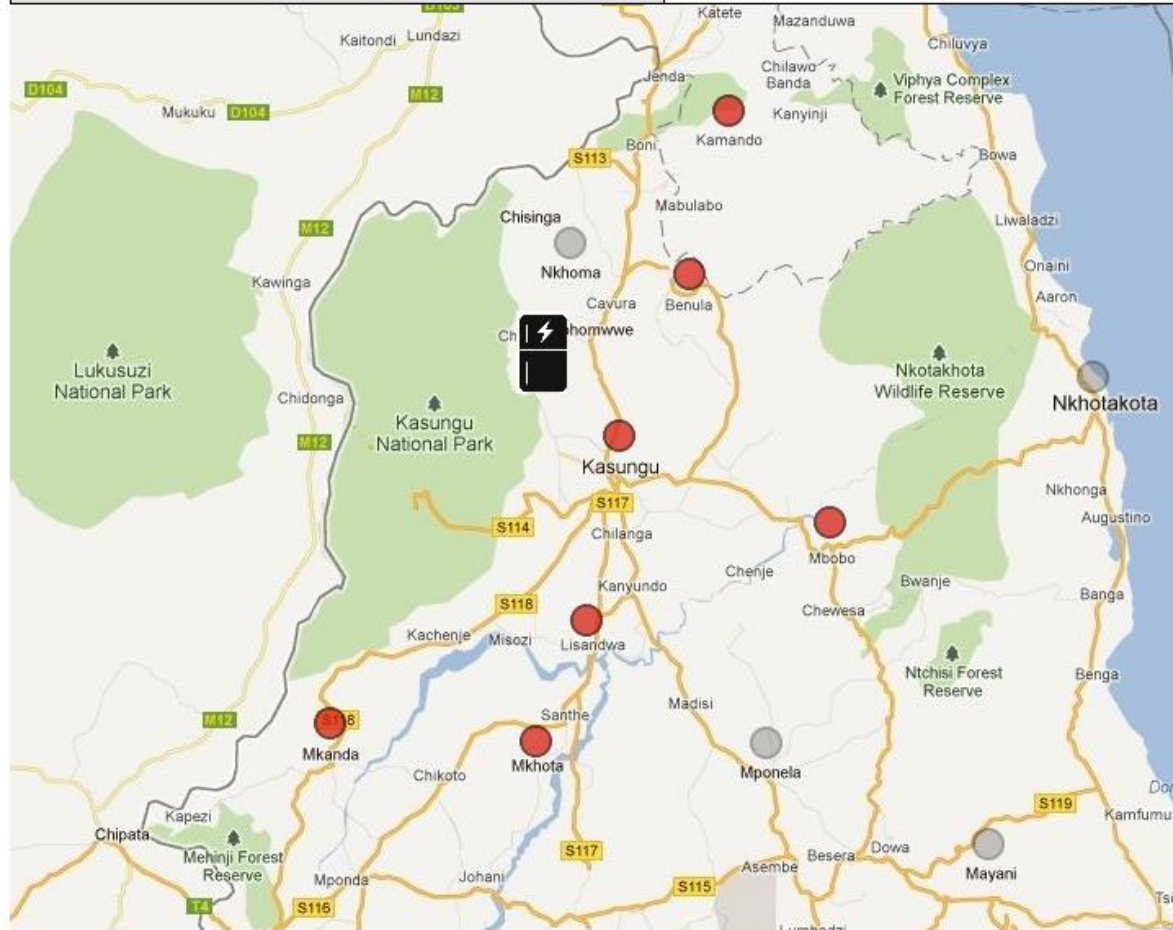 D103
Katete
Mazanduwa
Kaitondi
Lundazi
Chiluvya
Jenda
Chilawo
Banda
Viphya Complex
Forest Reserve
D104
M12
Mukuku
D104
Kanyinji
Kamando
Boni
S113
Bowa
Mabulabo
Chisinga
Liwaladzi
M12
Nkhoma
Onaini
Kawinga
Cavura
Benula
Aaron
Lukusuzi
National Park
Nkotakhota
Wildlife Reserve
Chidonga
Kasungu
National Park
Nkhotakota
M12
Kasungu
Nkhonga
S117
Augustino
S114
Chilanga
Mbobo
Chenje
Bwanje
Kanyundo
Banga
S118
Chewesa
Kachenje
Misozi
Lisandwa
Ntchisi Forest
Reserve
Benga
Madisi
M12
S118
Santhe
Mkanda
Mkhota
Mponela
Chikoto
S119
Kapezi
Kamfumu
Chipata
Mehinji Forest
Reserve
S117
Besera
Dowa
Asembe
Mayani
Mponda
Johani
S115
T4
S116